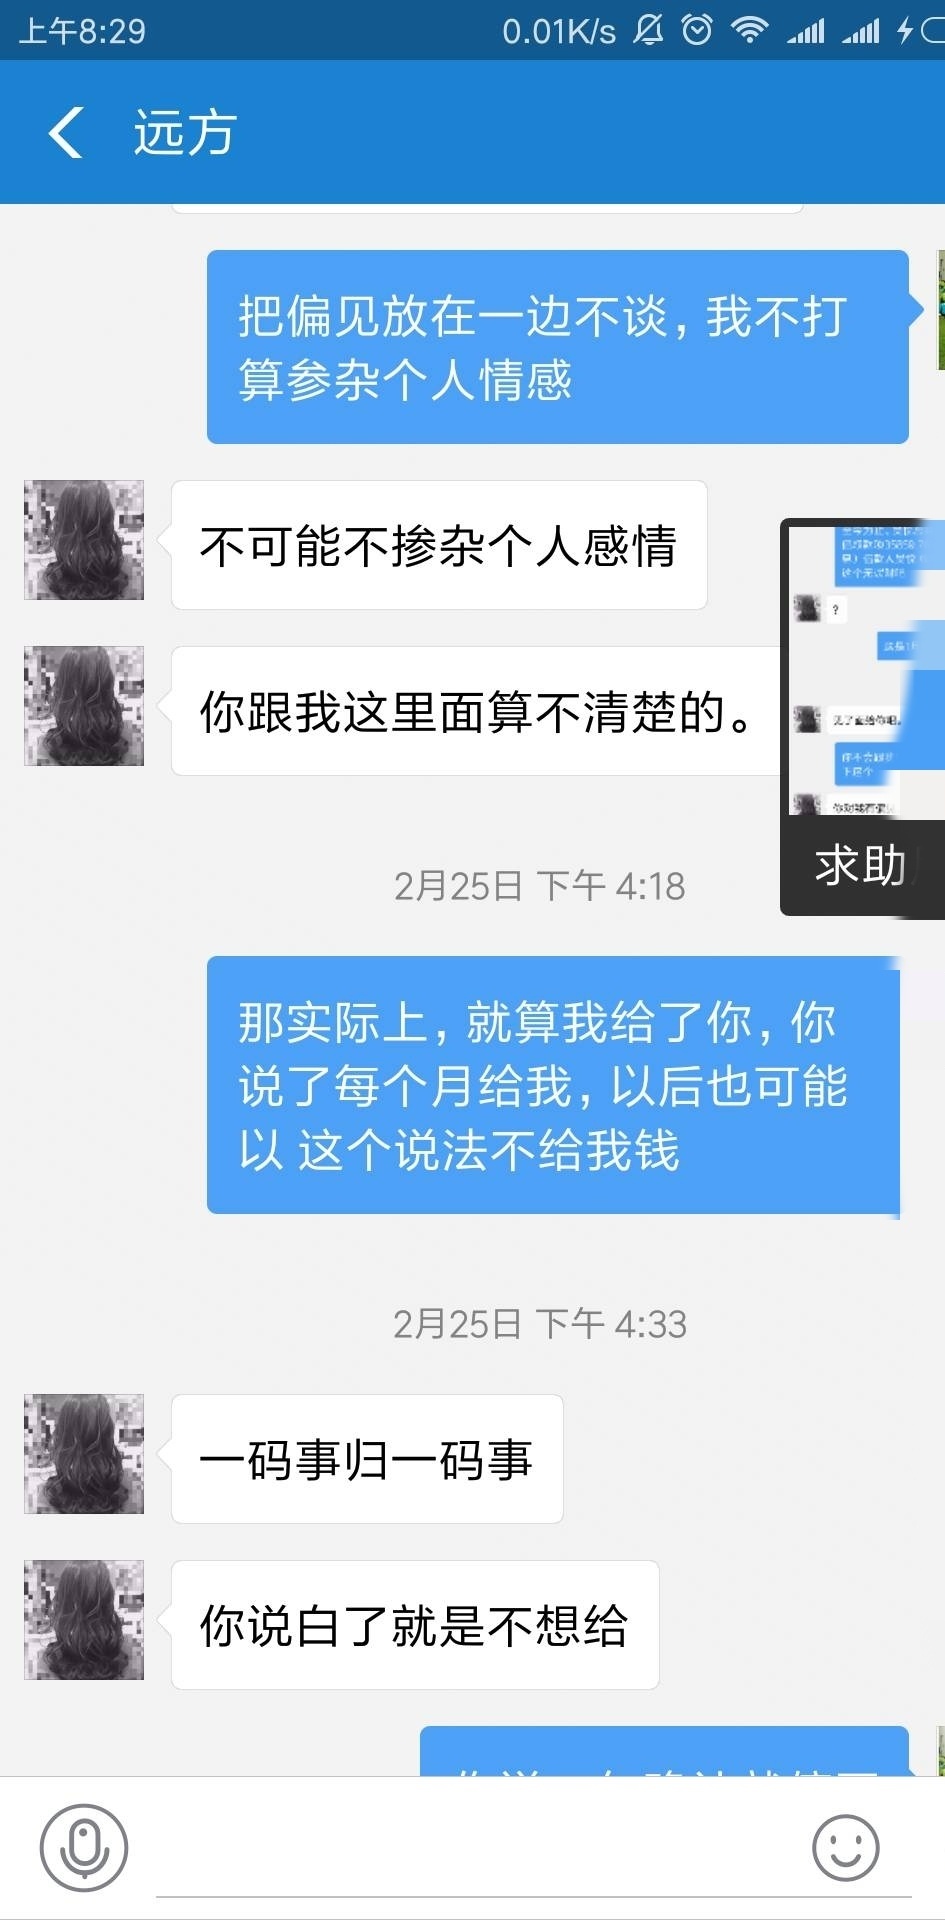 上午8:29
0.01K/s
远方
把偏见放在一边不谈，我不打
算参杂个人情感
不可能不掺杂个人感情
你跟我这里面算不清楚的。
?
见了面给你吧。
求助
2月25日 下午 4:18
那实际上，就算我给了你，你
说了每个月给我，以后也可能
以 这个说法不给我钱
2月25日 下午 4:33
一码事归一码事
你说白了就是不想给